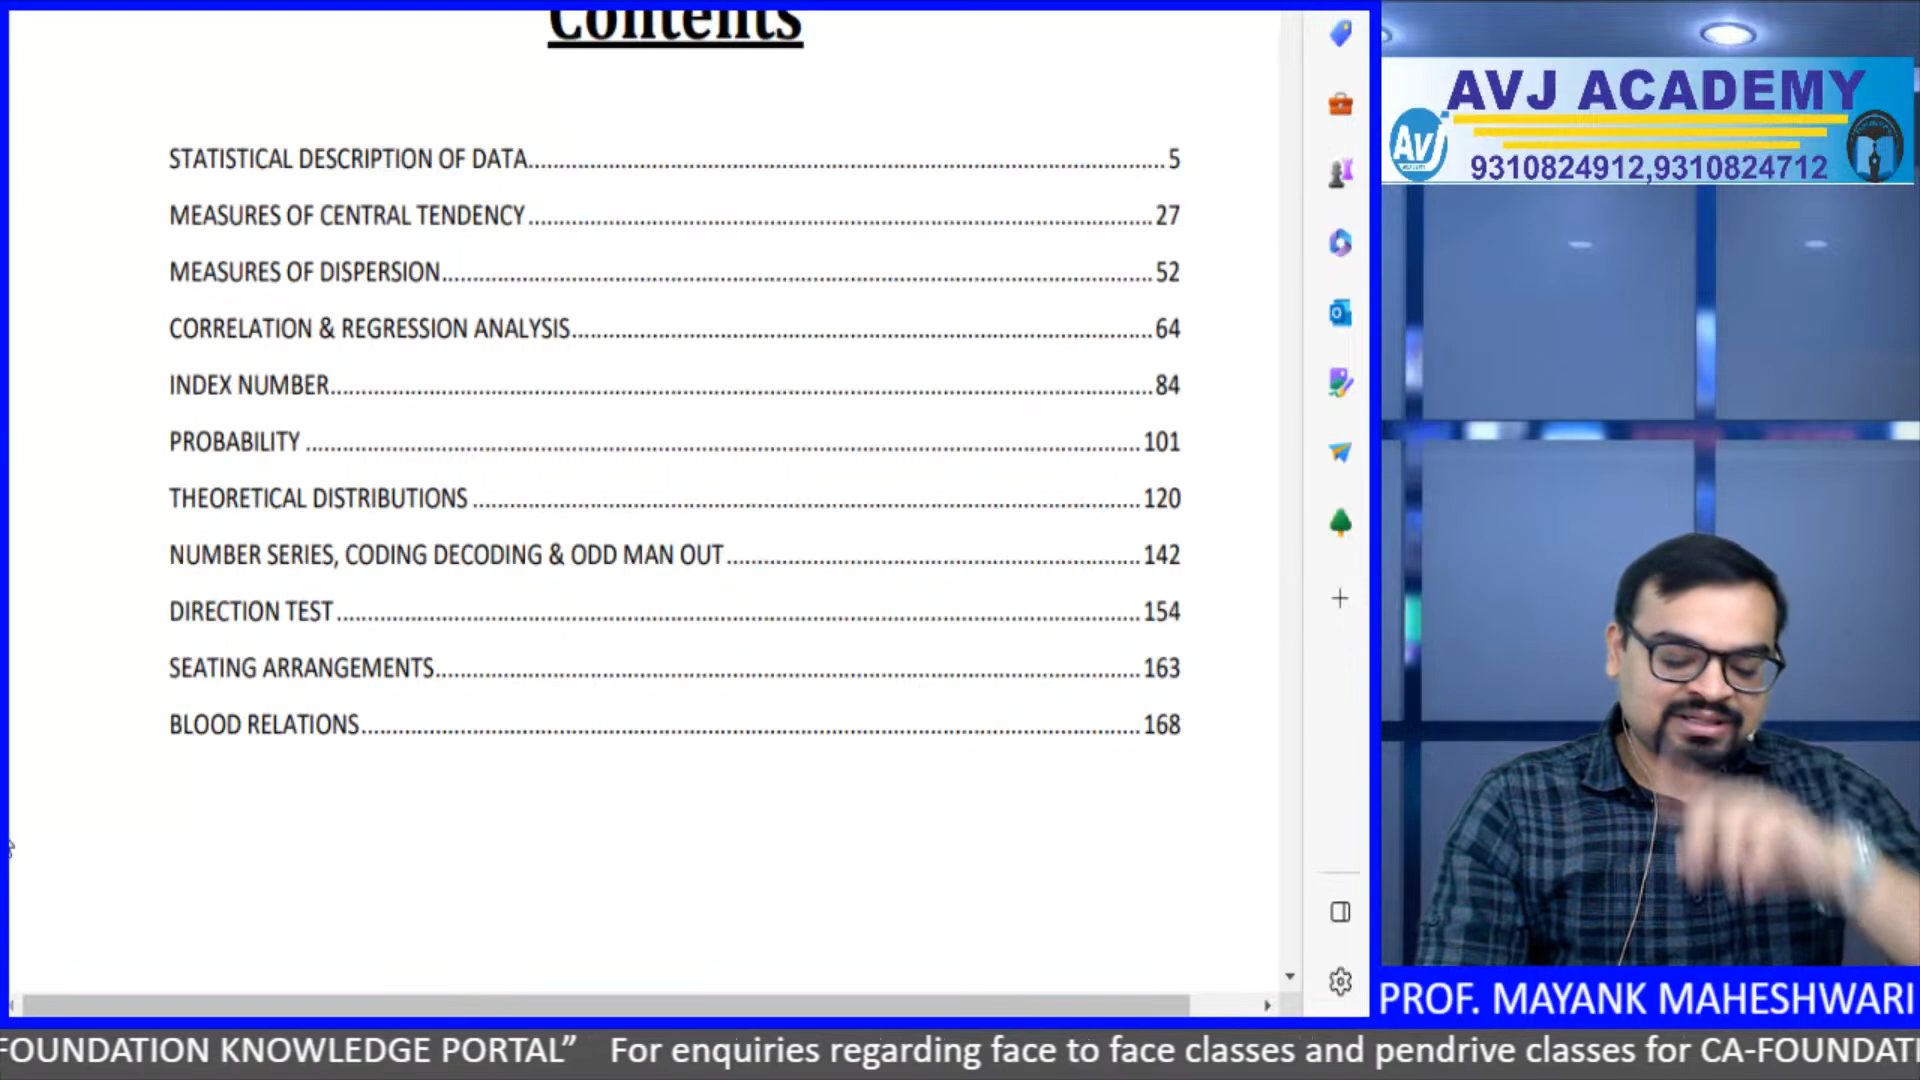 Contents
STATISTICAL DESCRIPTION OF DATA........5
MEASURES OF CENTRAL TENDENCY........27
MEASURES OF DISPERSION........52
CORRELATION & REGRESSION ANALYSIS........64
INDEX NUMBER........84
PROBABILITY........101
THEORETICAL DISTRIBUTIONS........120
NUMBER SERIES, CODING DECODING & ODD MAN OUT........142
DIRECTION TEST........154
SEATING ARRANGEMENTS........163
BLOOD RELATIONS........168
AVJ ACADEMY
AVJ
9310824912,9310824712
PROF. MAYANK MAHESHWARI
FOUNDATION KNOWLEDGE PORTAL” For enquiries regarding face to face classes and pendrive classes for CA-FOUNDATI